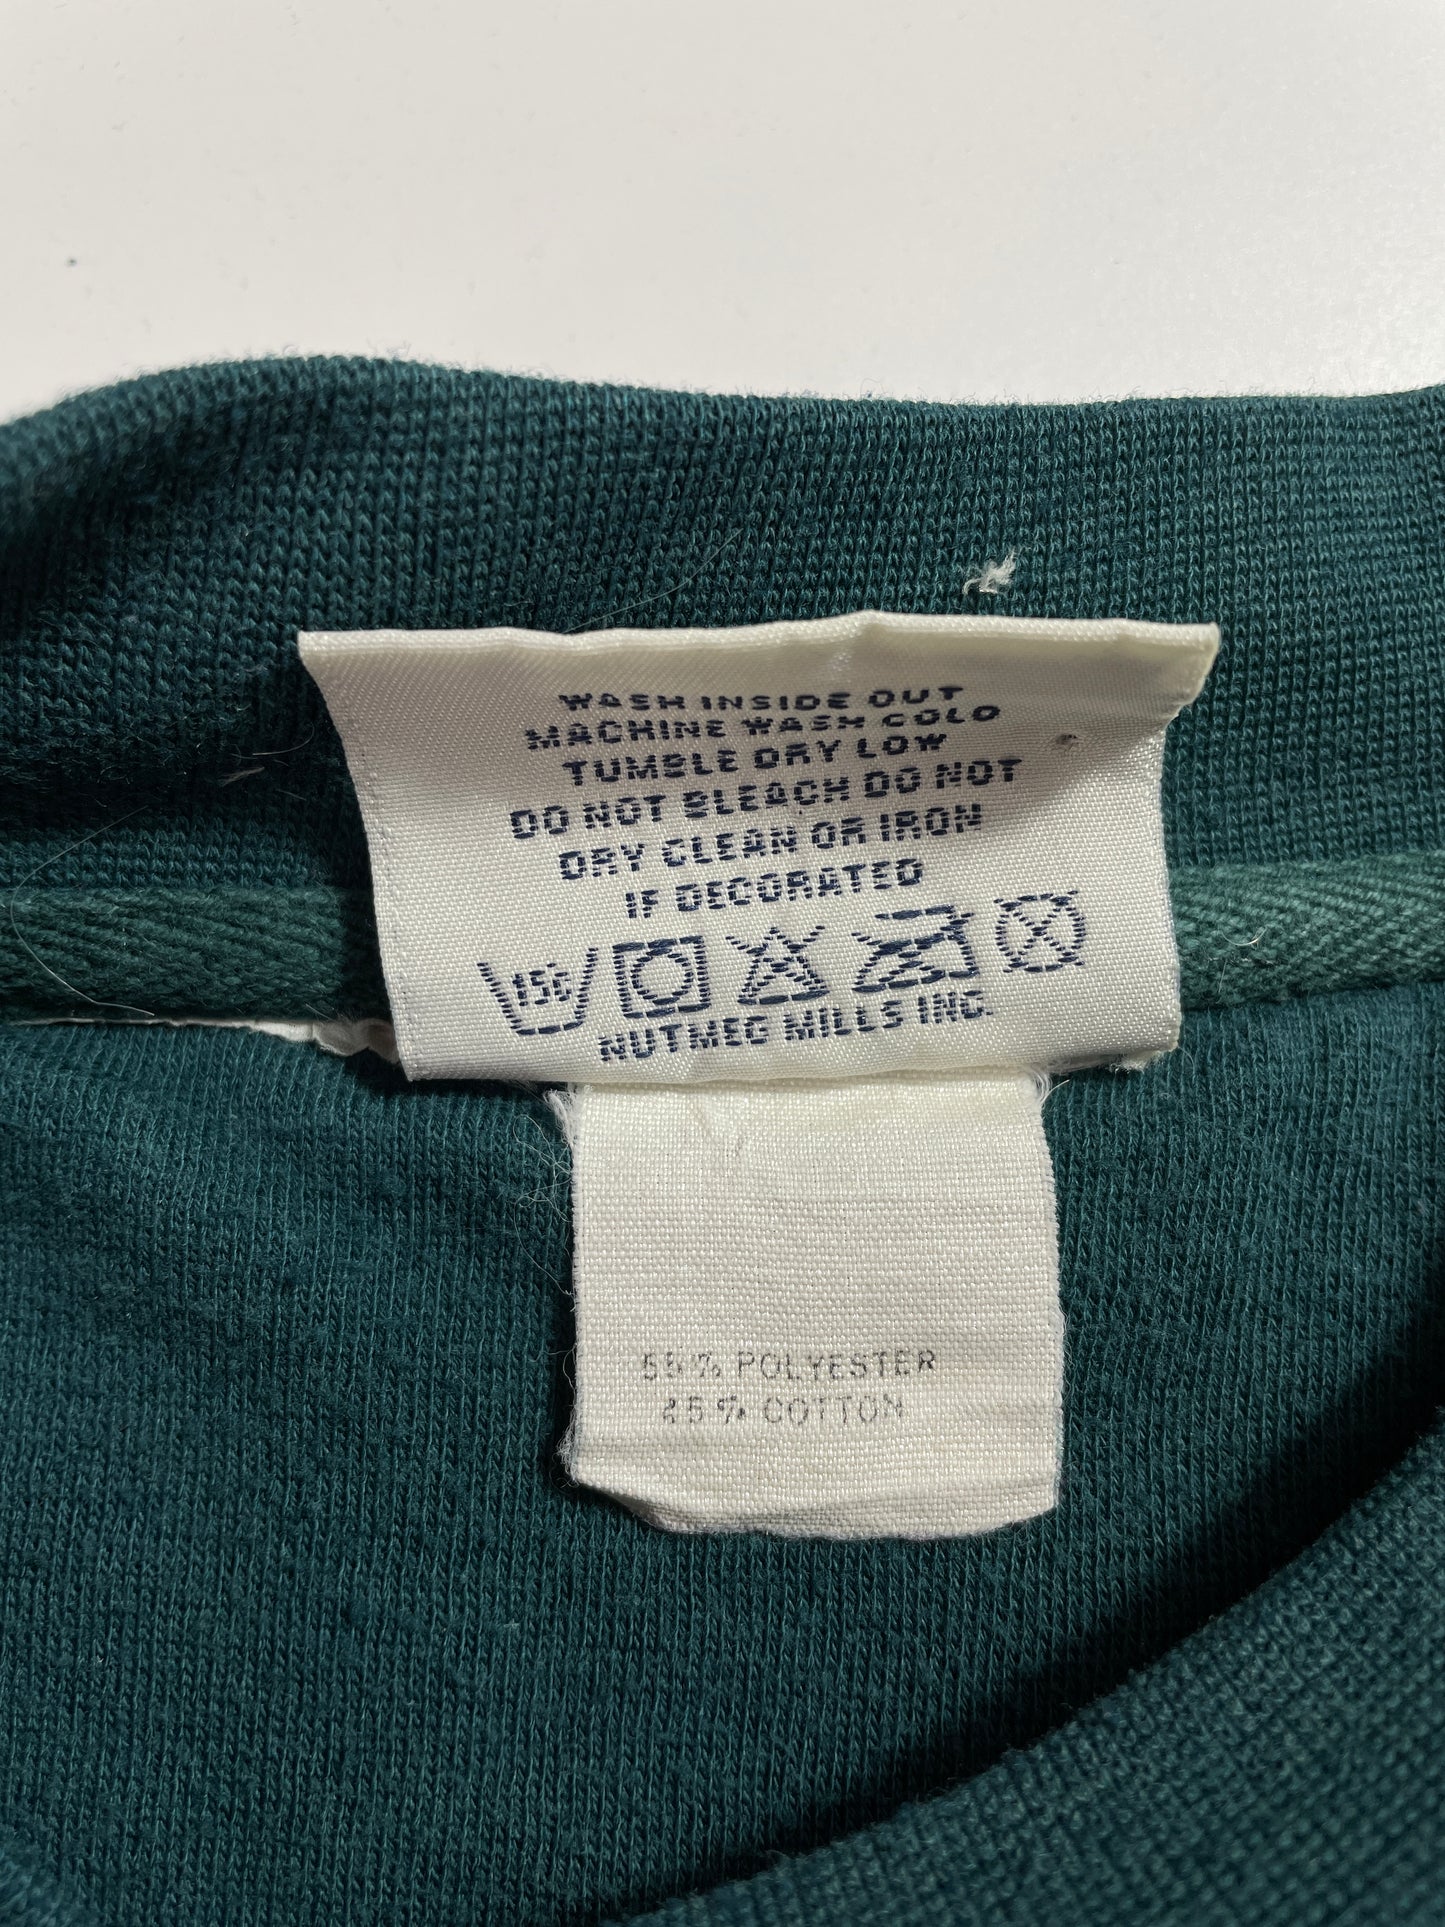 WASH INSIDE OUT
MACHINE WASH COLD
TUMBLE DRY LOW
DO NOT BLEACH DO NOT
DRY CLEAN OR IRON
IF DECORATED
150
NUTMEG MILLS INC.
55% POLYESTER
45% COTTON